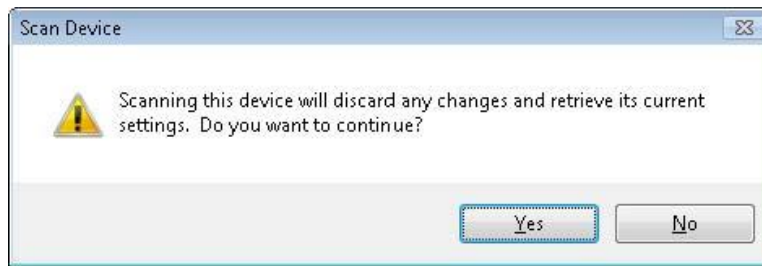 Scan Device
Scanning this device will discard any changes and retrieve its current
settings.  Do you want to continue?
Yes
No